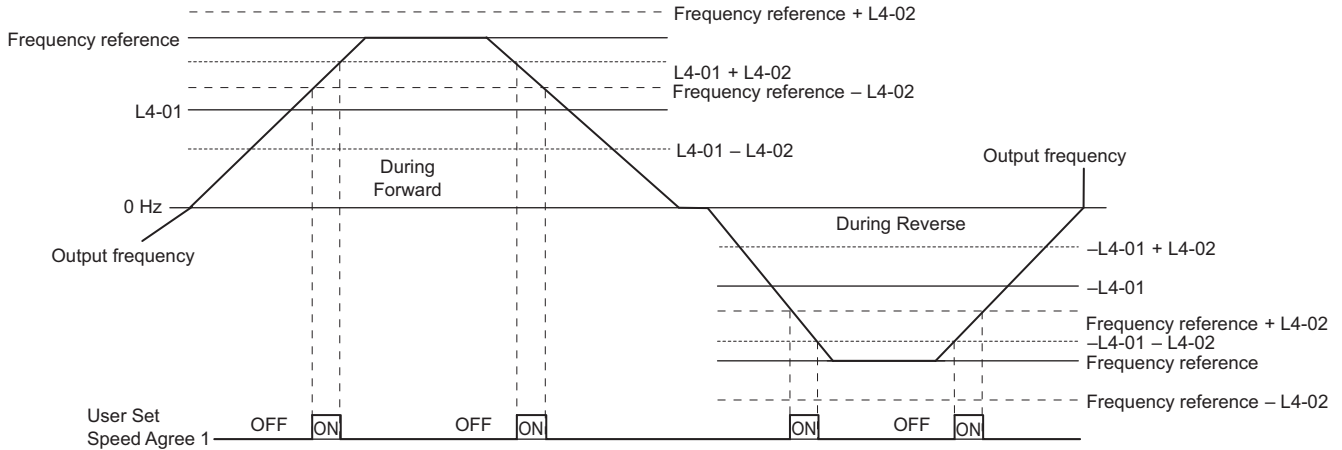 Frequency reference + L4-02
Frequency reference
L4-01 + L4-02
Frequency reference – L4-02
L4-01
L4-01 – L4-02
During
Forward
Output frequency
0 Hz
During Reverse
Output frequency
–L4-01 + L4-02
–L4-01
Frequency reference + L4-02
–L4-01 – L4-02
Frequency reference
Frequency reference – L4-02
User Set
Speed Agree 1
OFF ON OFF ON ON OFF ON